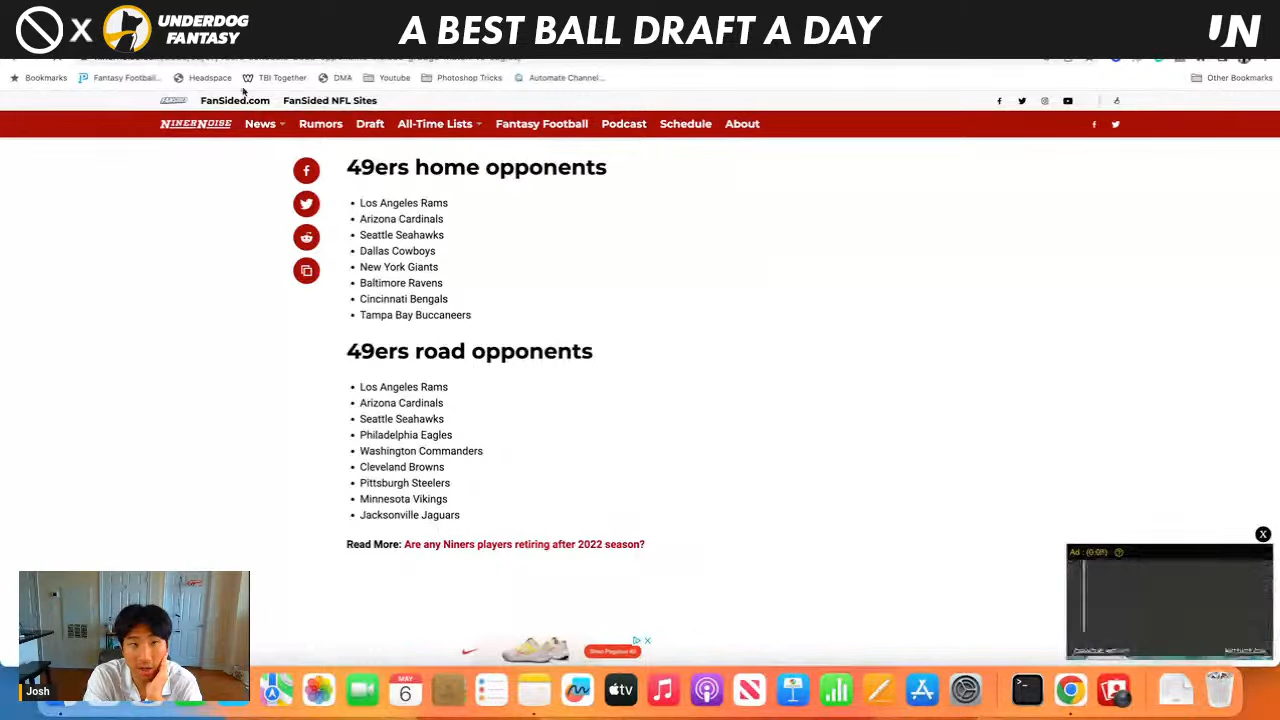 X UNDERDOG FANTASY
A BEST BALL DRAFT A DAY
UN
Bookmarks Fantasy Football... Headspace TBI Together DMA Youtube Photoshop Tricks Automate Channel... Other Bookmarks
FANSIDED FanSided.com FanSided NFL Sites
NINERNOISE News Rumors Draft All-Time Lists Fantasy Football Podcast Schedule About
49ers home opponents
• Los Angeles Rams
• Arizona Cardinals
• Seattle Seahawks
• Dallas Cowboys
• New York Giants
• Baltimore Ravens
• Cincinnati Bengals
• Tampa Bay Buccaneers
49ers road opponents
• Los Angeles Rams
• Arizona Cardinals
• Seattle Seahawks
• Philadelphia Eagles
• Washington Commanders
• Cleveland Browns
• Pittsburgh Steelers
• Minnesota Vikings
• Jacksonville Jaguars
Read More: Are any Niners players retiring after 2022 season?
X
Ad : (0:08)
Josh
MAY
6
tv